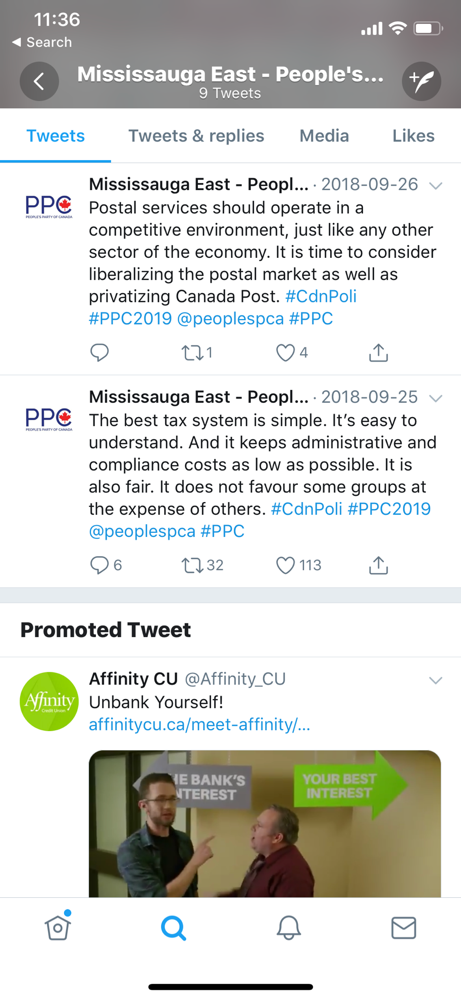 11:36
◀ Search
Mississauga East - People's...
9 Tweets
Tweets Tweets & replies Media Likes
Mississauga East - Peopl... · 2018-09-26
PPC
PEOPLE'S PARTY OF CANADA
Postal services should operate in a
competitive environment, just like any other
sector of the economy. It is time to consider
liberalizing the postal market as well as
privatizing Canada Post. #CdnPoli
#PPC2019 @peoplespca #PPC
1 4
Mississauga East - Peopl... · 2018-09-25
PPC
PEOPLE'S PARTY OF CANADA
The best tax system is simple. It’s easy to
understand. And it keeps administrative and
compliance costs as low as possible. It is
also fair. It does not favour some groups at
the expense of others. #CdnPoli #PPC2019
@peoplespca #PPC
6 32 113
Promoted Tweet
Affinity CU @Affinity_CU
Affinity
Credit Union
Unbank Yourself!
affinitycu.ca/meet-affinity/...
HE BANK'S
NTEREST
YOUR BEST
INTEREST